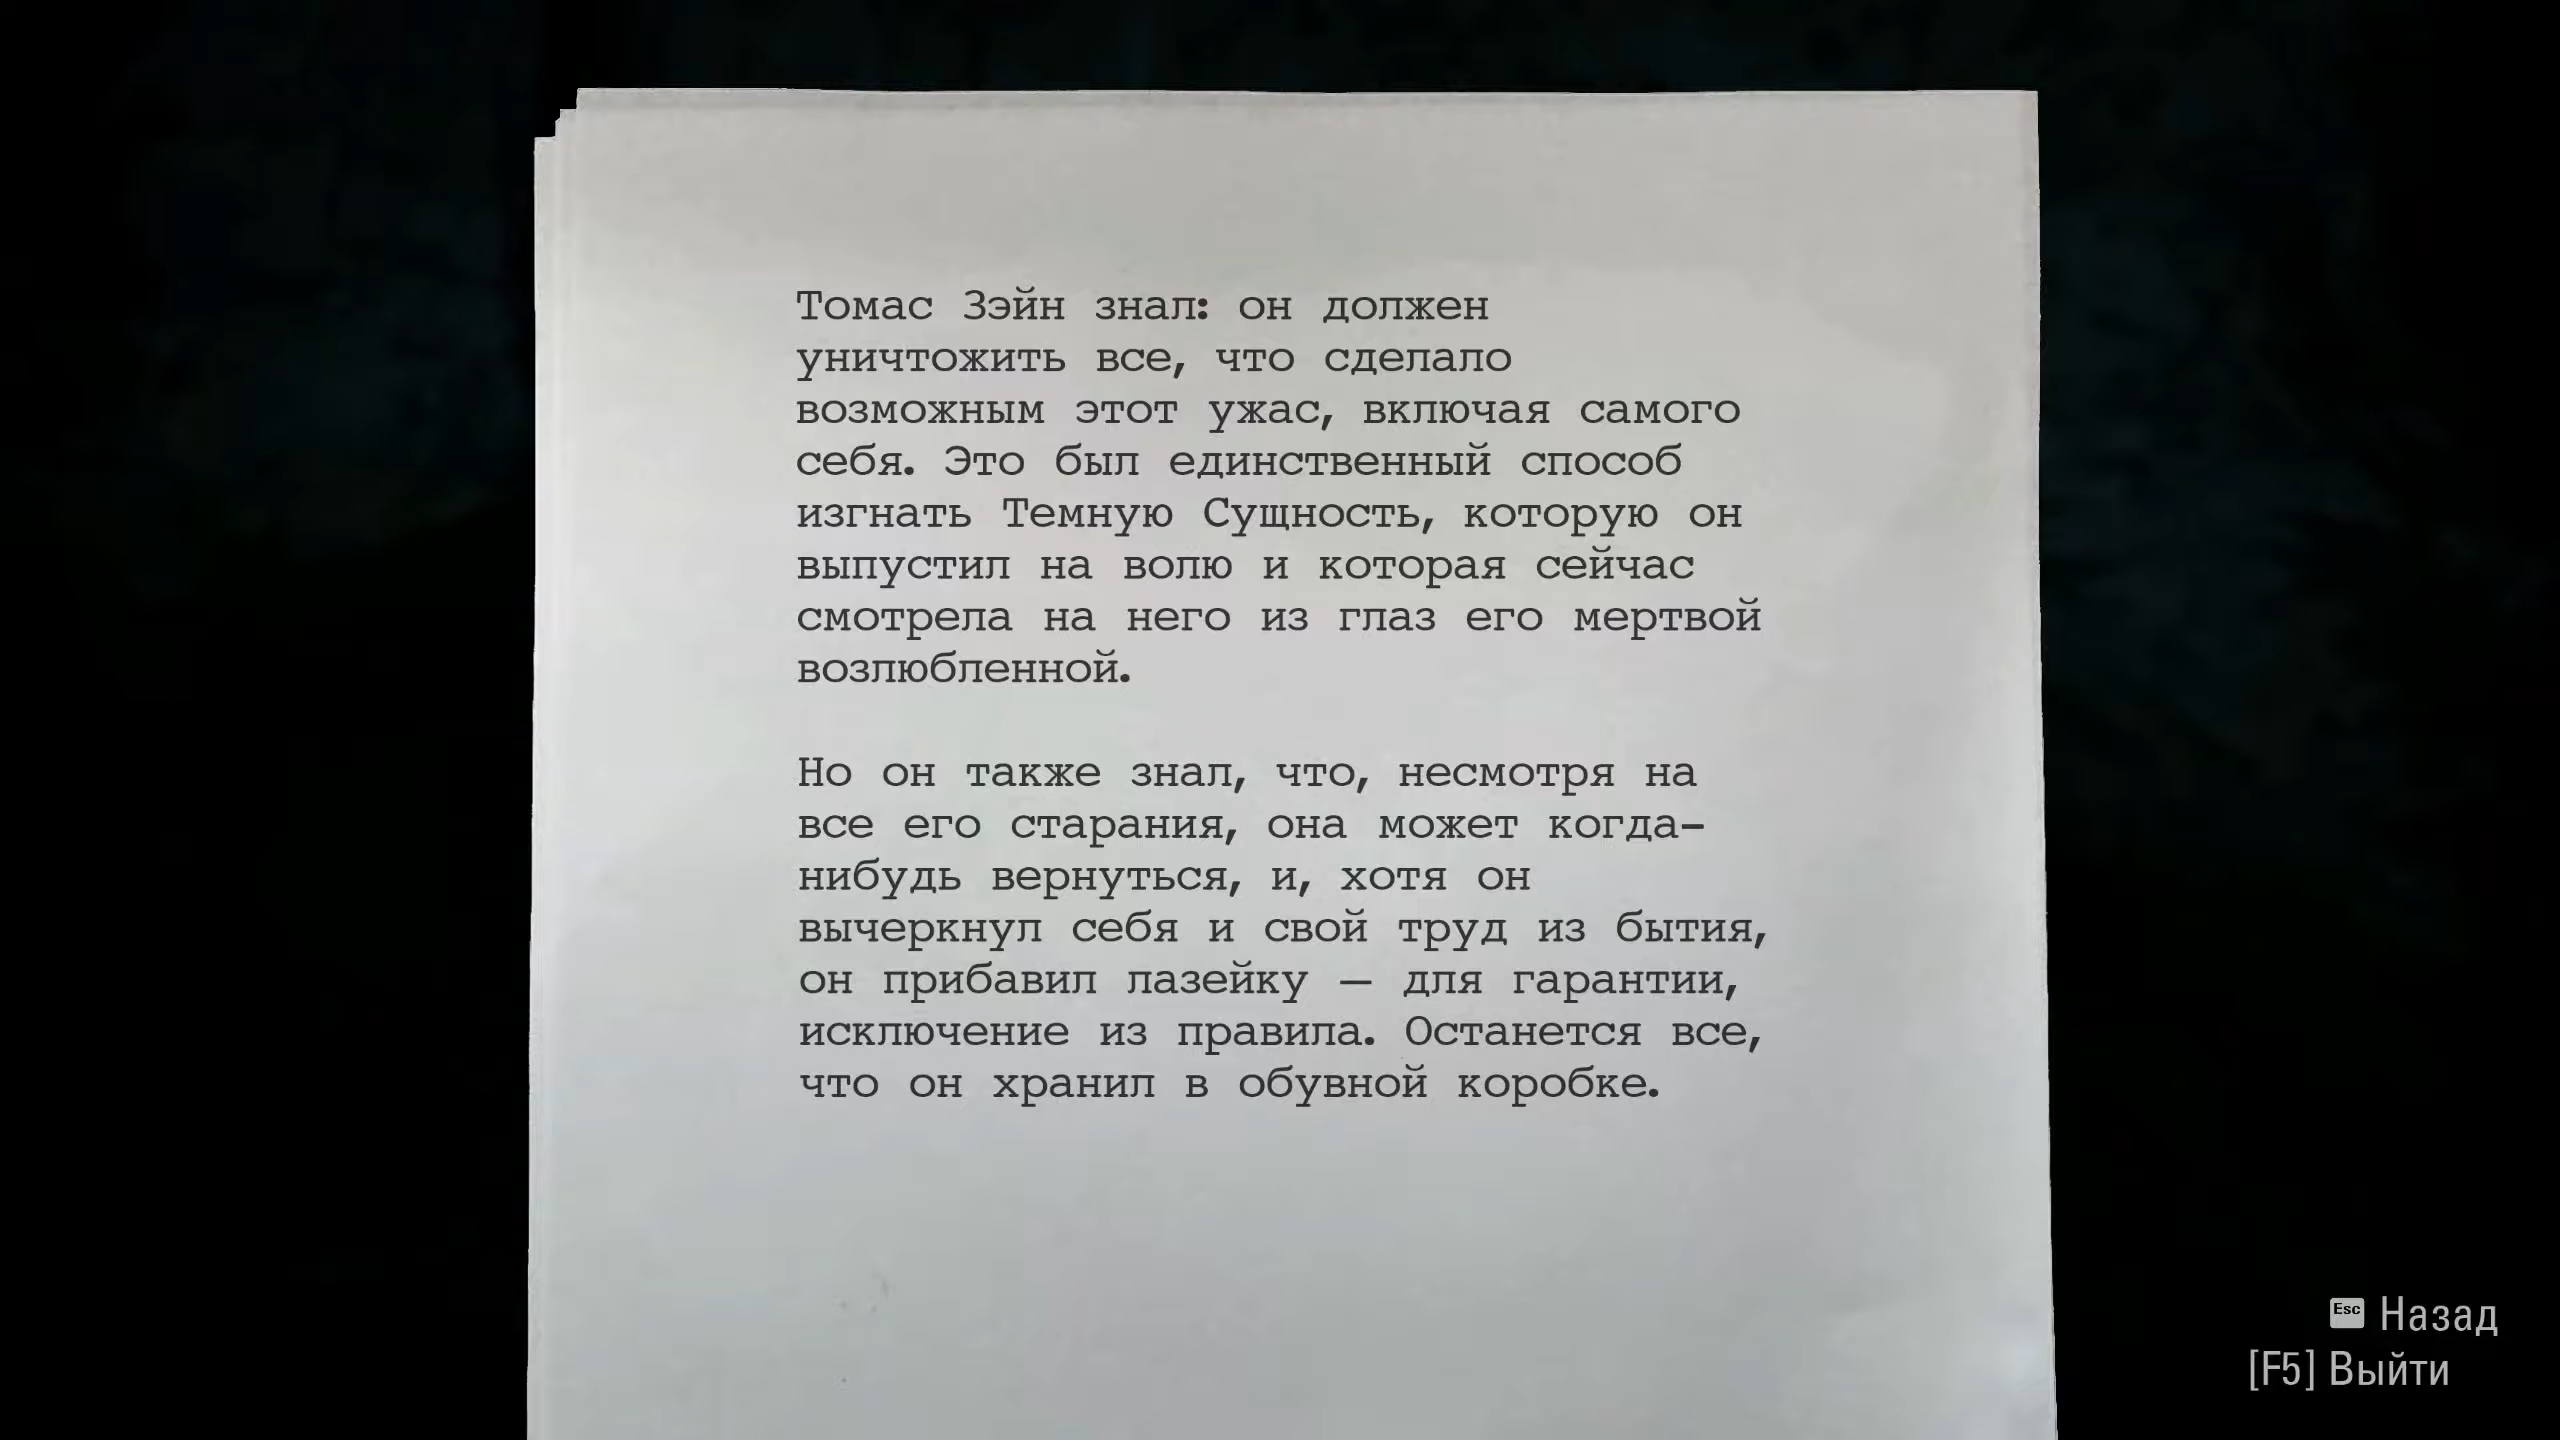 Томас Зэйн знал: он должен
уничтожить все, что сделало
возможным этот ужас, включая самого
себя. Это был единственный способ
изгнать Темную Сущность, которую он
выпустил на волю и которая сейчас
смотрела на него из глаз его мертвой
возлюбленной.
Но он также знал, что, несмотря на
все его старания, она может когда-
нибудь вернуться, и, хотя он
вычеркнул себя и свой труд из бытия,
он прибавил лазейку — для гарантии,
исключение из правила. Останется все,
что он хранил в обувной коробке.
Esc Назад
[F5] Выйти